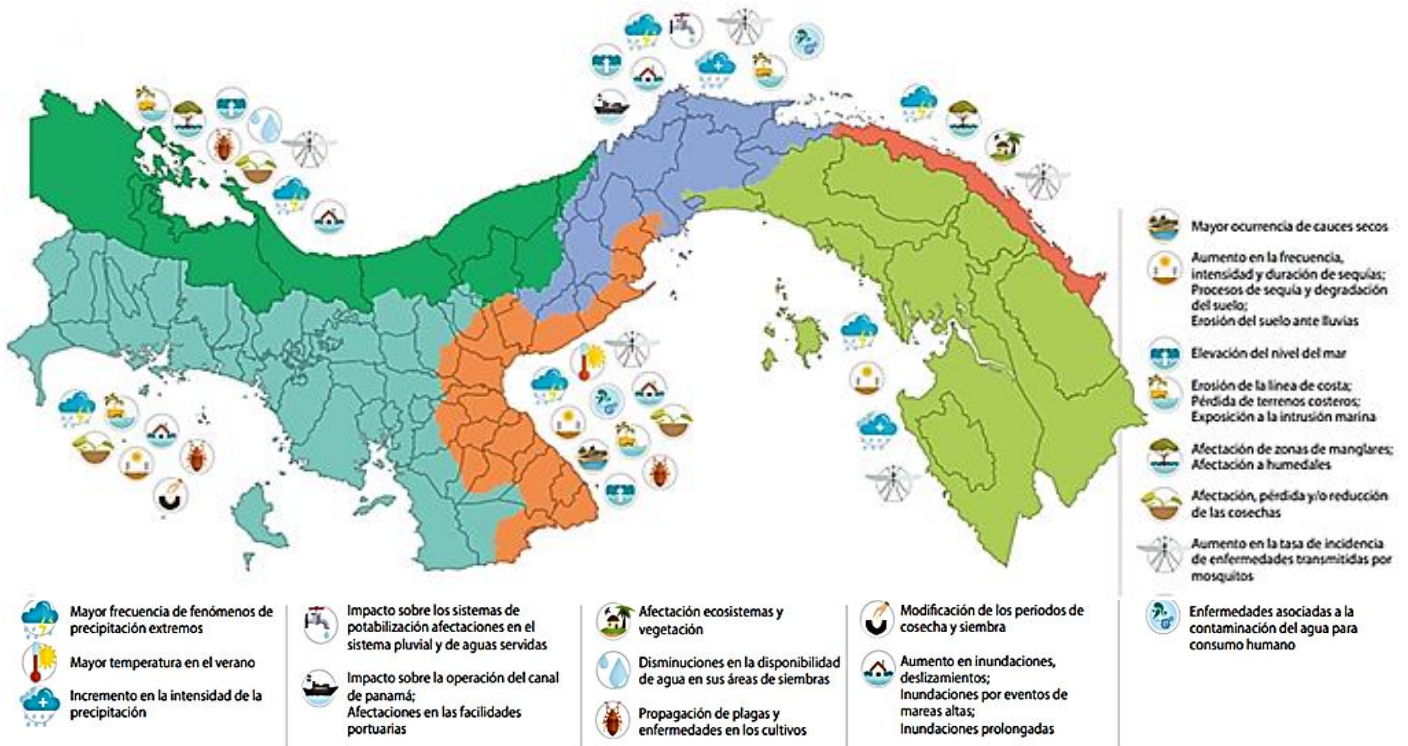 Mayor ocurrencia de cauces secos
Aumento en la frecuencia,
intensidad y duración de sequías;
Procesos de sequía y degradación
del suelo;
Erosión del suelo ante lluvias
Elevación del nivel del mar
Erosión de la línea de costa;
Pérdida de terrenos costeros;
Exposición a la intrusión marina
Afectación de zonas de manglares;
Afectación a humedales
Afectación, pérdida y/o reducción
de las cosechas
Aumento en la tasa de incidencia
de enfermedades transmitidas por
mosquitos
Mayor frecuencia de fenómenos de
precipitación extremos
Mayor temperatura en el verano
Incremento en la intensidad de la
precipitación
Impacto sobre los sistemas de
potabilización afectaciones en el
sistema pluvial y de aguas servidas
Impacto sobre la operación del canal
de panamá;
Afectaciones en las facilidades
portuarias
Afectación ecosistemas y
vegetación
Disminuciones en la disponibilidad
de agua en sus áreas de siembras
Propagación de plagas y
enfermedades en los cultivos
Modificación de los periodos de
cosecha y siembra
Aumento en inundaciones,
deslizamientos;
Inundaciones por eventos de
mareas altas;
Inundaciones prolongadas
Enfermedades asociadas a la
contaminación del agua para
consumo humano